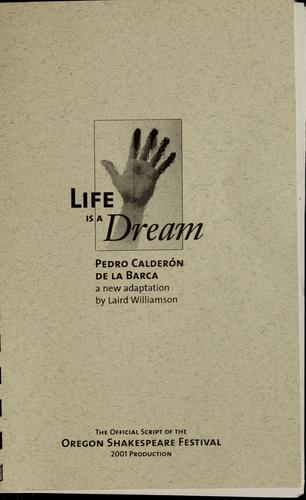 LIFE
IS A Dream
PEDRO CALDERÓN
DE LA BARCA
a new adaptation
by Laird Williamson
THE OFFICIAL SCRIPT OF THE
OREGON SHAKESPEARE FESTIVAL
2001 PRODUCTION